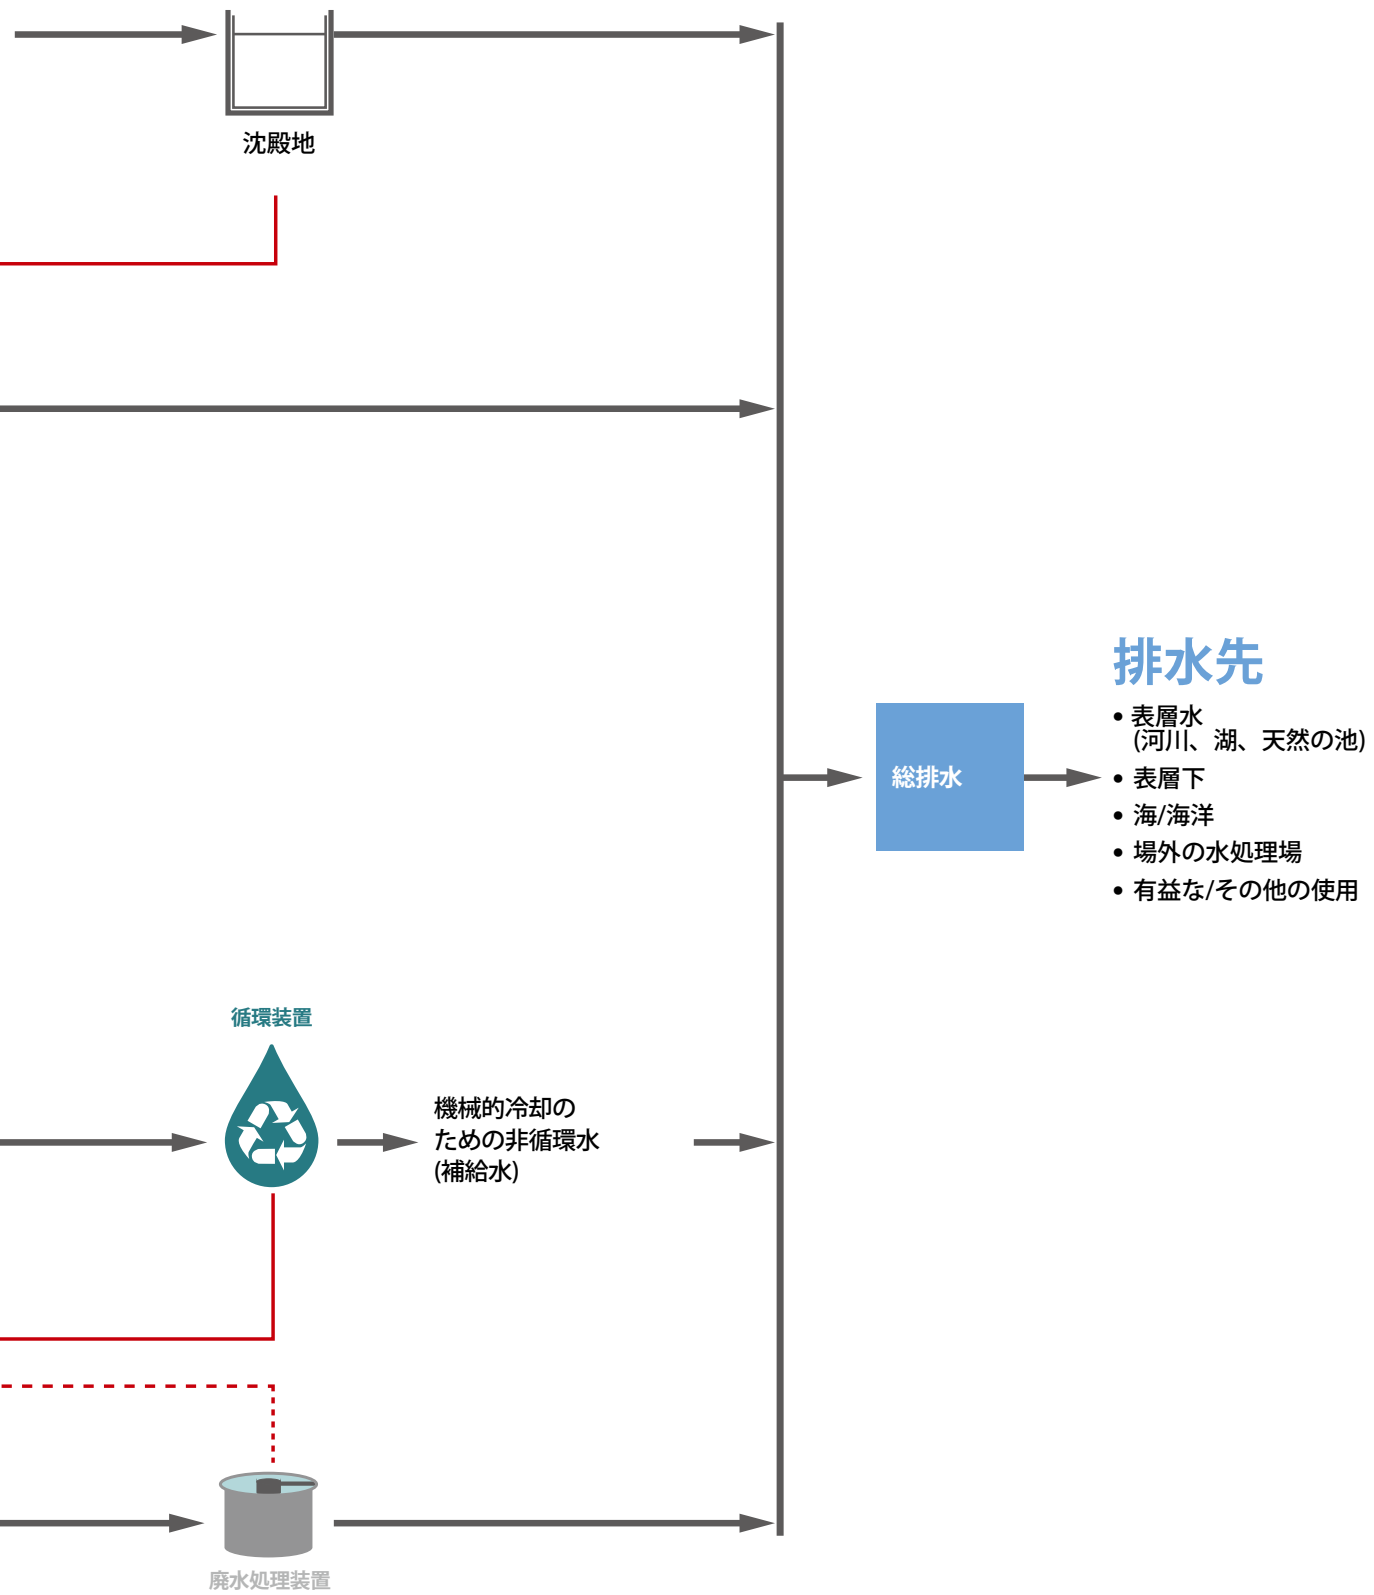 沈殿地
排水先
• 表層水
(河川、湖、天然の池)
• 表層下
• 海/海洋
• 場外の水処理場
• 有益な/その他の使用
総排水
循環装置
機械的冷却の
ための非循環水
(補給水)
廃水処理装置